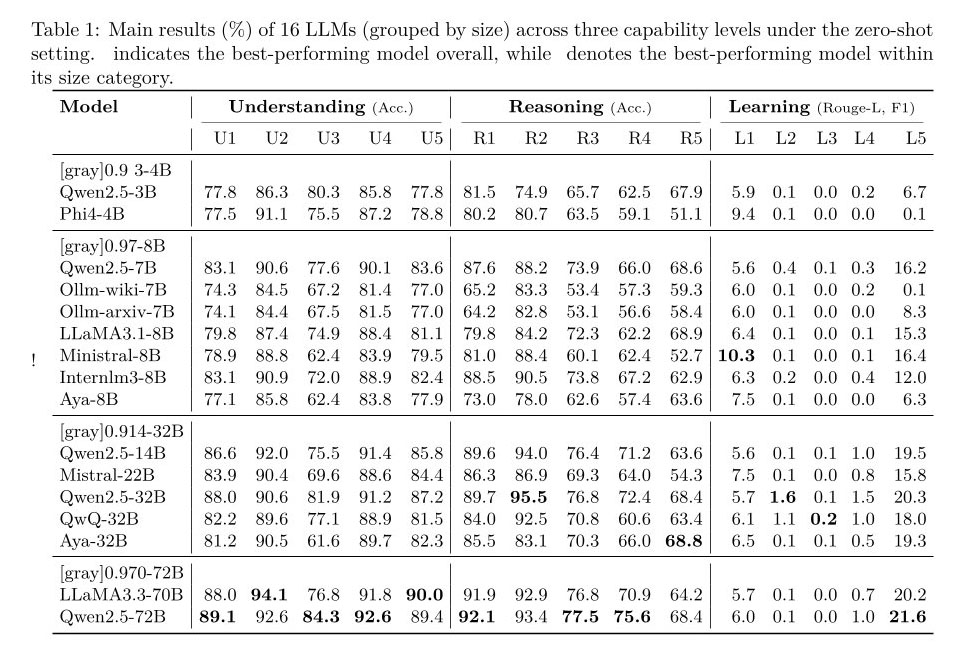 Table 1: Main results (%) of 16 LLMs (grouped by size) across three capability levels under the zero-shot
setting. indicates the best-performing model overall, while denotes the best-performing model within
its size category.
Model Understanding (Acc.) Reasoning (Acc.) Learning (Rouge-L, F1)
U1 U2 U3 U4 U5 R1 R2 R3 R4 R5 L1 L2 L3 L4 L5
[gray]0.9 3-4B
Qwen2.5-3B 77.8 86.3 80.3 85.8 77.8 81.5 74.9 65.7 62.5 67.9 5.9 0.1 0.0 0.2 6.7
Phi4-4B 77.5 91.1 75.5 87.2 78.8 80.2 80.7 63.5 59.1 51.1 9.4 0.1 0.0 0.0 0.1
[gray]0.97-8B
Qwen2.5-7B 83.1 90.6 77.6 90.1 83.6 87.6 88.2 73.9 66.0 68.6 5.6 0.4 0.1 0.3 16.2
Ollm-wiki-7B 74.3 84.5 67.2 81.4 77.0 65.2 83.3 53.4 57.3 59.3 6.0 0.1 0.0 0.2 0.1
Ollm-arxiv-7B 74.1 84.4 67.5 81.5 77.0 64.2 82.8 53.1 56.6 58.4 6.0 0.1 0.0 0.0 8.3
LLaMA3.1-8B 79.8 87.4 74.9 88.4 81.1 79.8 84.2 72.3 62.2 68.9 6.4 0.1 0.0 0.1 15.3
! Ministral-8B 78.9 88.8 62.4 83.9 79.5 81.0 88.4 60.1 62.4 52.7 10.3 0.1 0.0 0.1 16.4
Internlm3-8B 83.1 90.9 72.0 88.9 82.4 88.5 90.5 73.8 67.2 62.9 6.3 0.2 0.0 0.4 12.0
Aya-8B 77.1 85.8 62.4 83.8 77.9 73.0 78.0 62.6 57.4 63.6 7.5 0.1 0.0 0.0 6.3
[gray]0.914-32B
Qwen2.5-14B 86.6 92.0 75.5 91.4 85.8 89.6 94.0 76.4 71.2 63.6 5.6 0.1 0.1 1.0 19.5
Mistral-22B 83.9 90.4 69.6 88.6 84.4 86.3 86.9 69.3 64.0 54.3 7.5 0.1 0.0 0.8 15.8
Qwen2.5-32B 88.0 90.6 81.9 91.2 87.2 89.7 95.5 76.8 72.4 68.4 5.7 1.6 0.1 1.5 20.3
QwQ-32B 82.2 89.6 77.1 88.9 81.5 84.0 92.5 70.8 60.6 63.4 6.1 1.1 0.2 1.0 18.0
Aya-32B 81.2 90.5 61.6 89.7 82.3 85.5 83.1 70.3 66.0 68.8 6.5 0.1 0.1 0.5 19.3
[gray]0.970-72B
LLaMA3.3-70B 88.0 94.1 76.8 91.8 90.0 91.9 92.9 76.8 70.9 64.2 5.7 0.1 0.0 0.7 20.2
Qwen2.5-72B 89.1 92.6 84.3 92.6 89.4 92.1 93.4 77.5 75.6 68.4 6.0 0.1 0.0 1.0 21.6